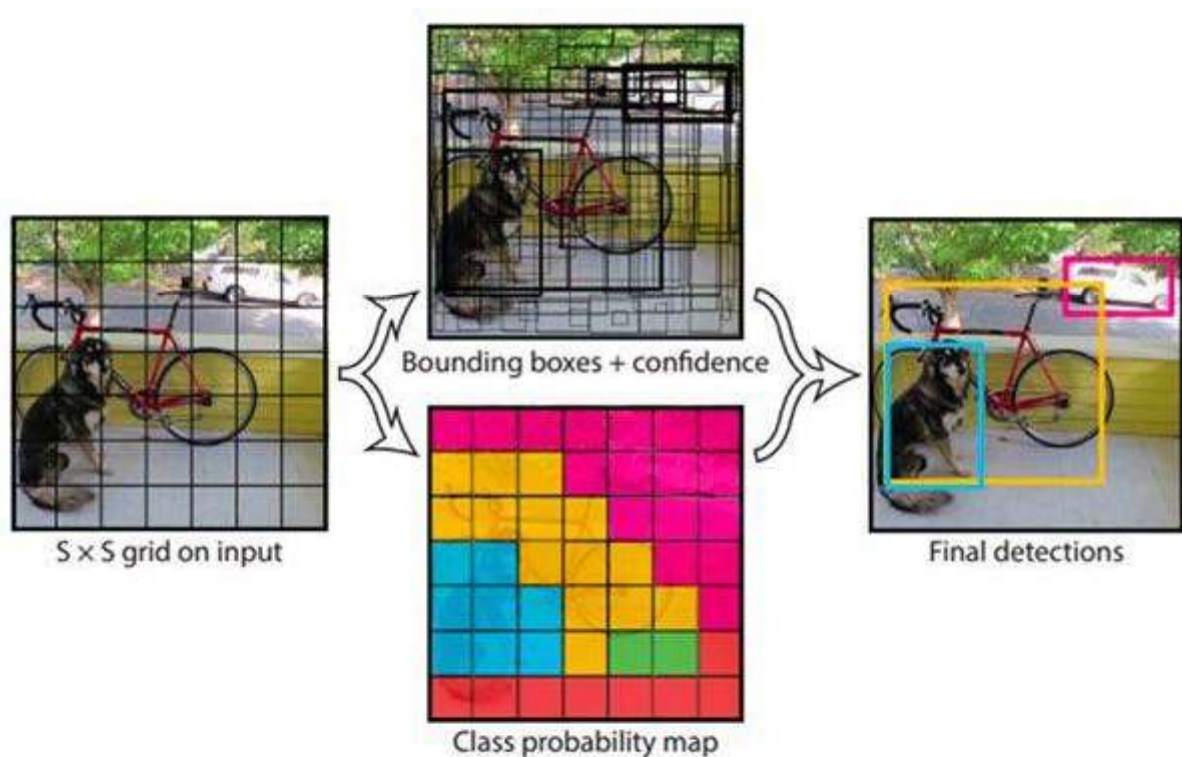 Bounding boxes + confidence
S × S grid on input
Final detections
Class probability map